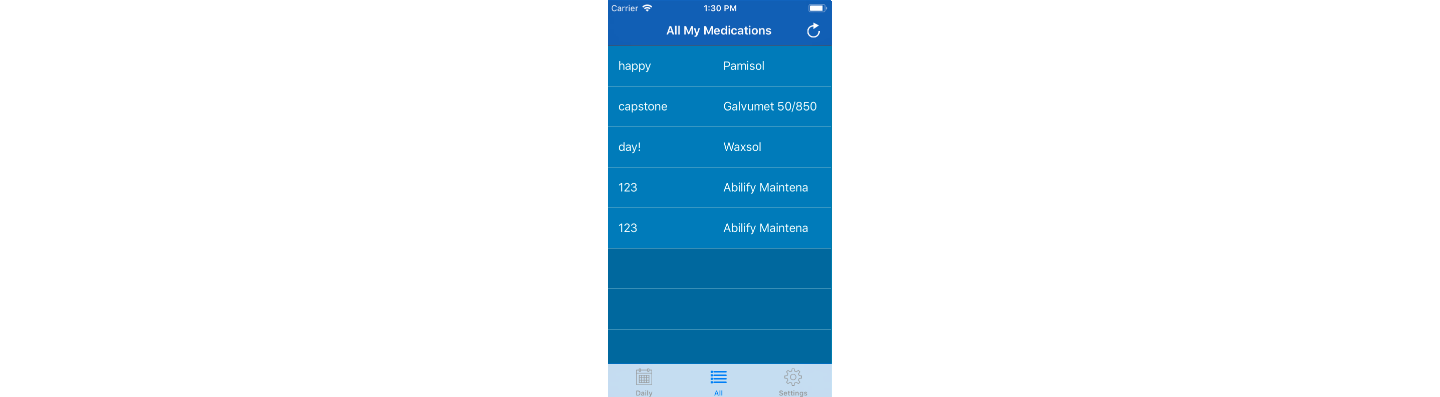 Carrier 1:30 PM
All My Medications
happy Pamisol
capstone Galvumet 50/850
day! Waxsol
123 Abilify Maintena
123 Abilify Maintena
Daily All Settings